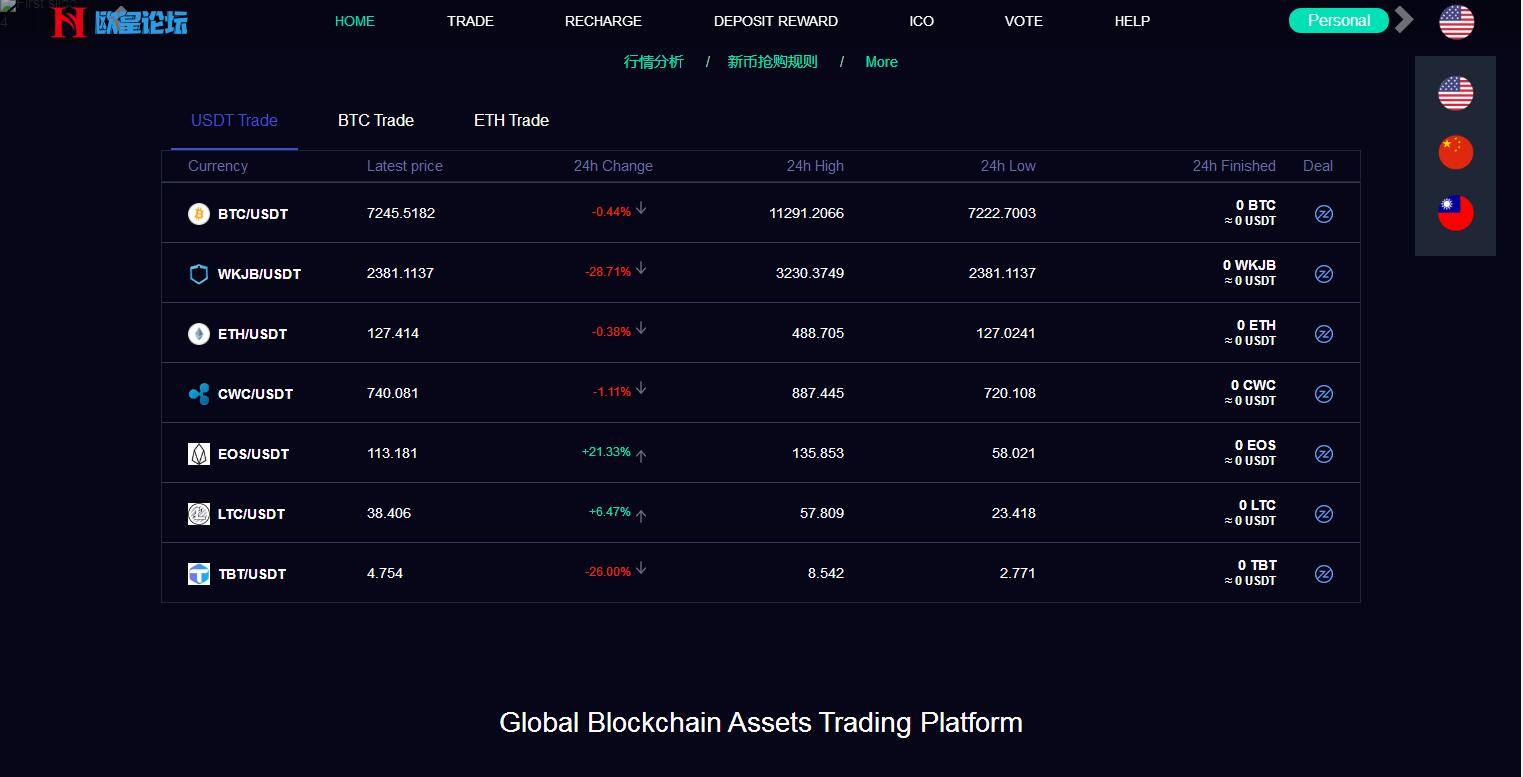 First slide
4
欧皇论坛 HOME TRADE RECHARGE DEPOSIT REWARD ICO VOTE HELP Personal
行情分析 / 新币抢购规则 / More
USDT Trade BTC Trade ETH Trade
Currency Latest price 24h Change 24h High 24h Low 24h Finished Deal
BTC/USDT 7245.5182 -0.44% 11291.2066 7222.7003 0 BTC
≈ 0 USDT
WKJB/USDT 2381.1137 -28.71% 3230.3749 2381.1137 0 WKJB
≈ 0 USDT
ETH/USDT 127.414 -0.38% 488.705 127.0241 0 ETH
≈ 0 USDT
CWC/USDT 740.081 -1.11% 887.445 720.108 0 CWC
≈ 0 USDT
EOS/USDT 113.181 +21.33% 135.853 58.021 0 EOS
≈ 0 USDT
LTC/USDT 38.406 +6.47% 57.809 23.418 0 LTC
≈ 0 USDT
TBT/USDT 4.754 -26.00% 8.542 2.771 0 TBT
≈ 0 USDT
Global Blockchain Assets Trading Platform